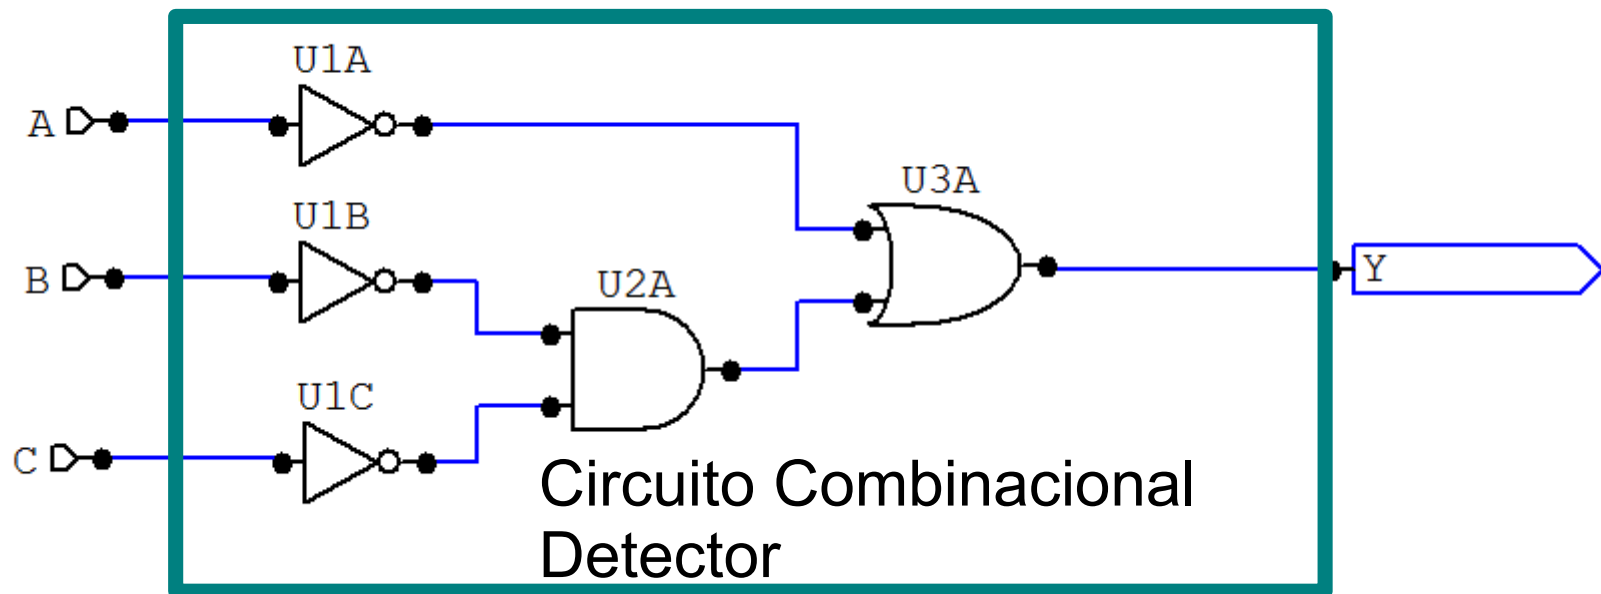 U1A
A
U3A
U1B
B
U2A
Y
U1C
C
Circuito Combinacional
Detector